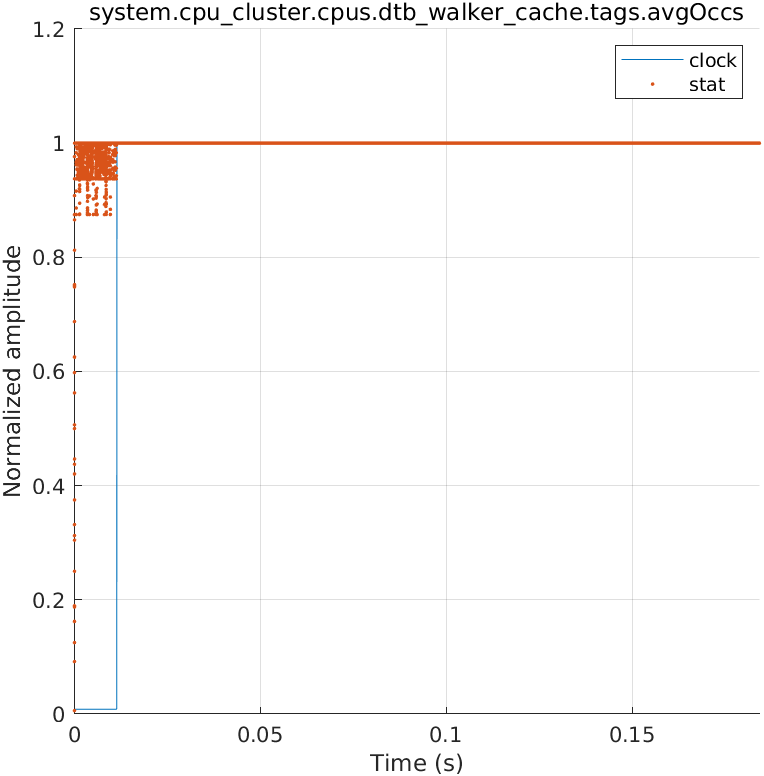 system.cpu_cluster.cpus.dtb_walker_cache.tags.avgOccs
clock
stat
1.2
1
0.8
0.6
0.4
0.2
0
Normalized amplitude
0 0.05 0.1 0.15
Time (s)